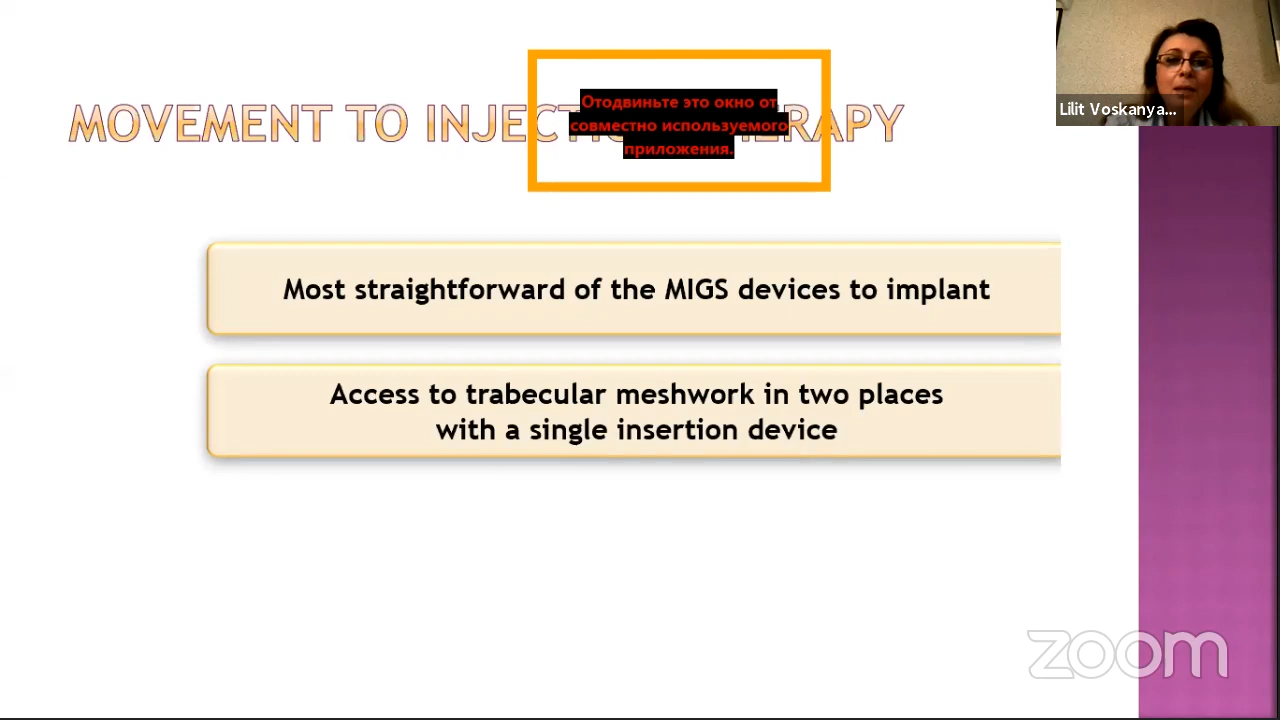 MOVEMENT TO INJECTI ERAPY
Отодвиньте это окно от
совместно используемого
приложения.
Lilit Voskanya...
Most straightforward of the MIGS devices to implant
Access to trabecular meshwork in two places
with a single insertion device
zoom